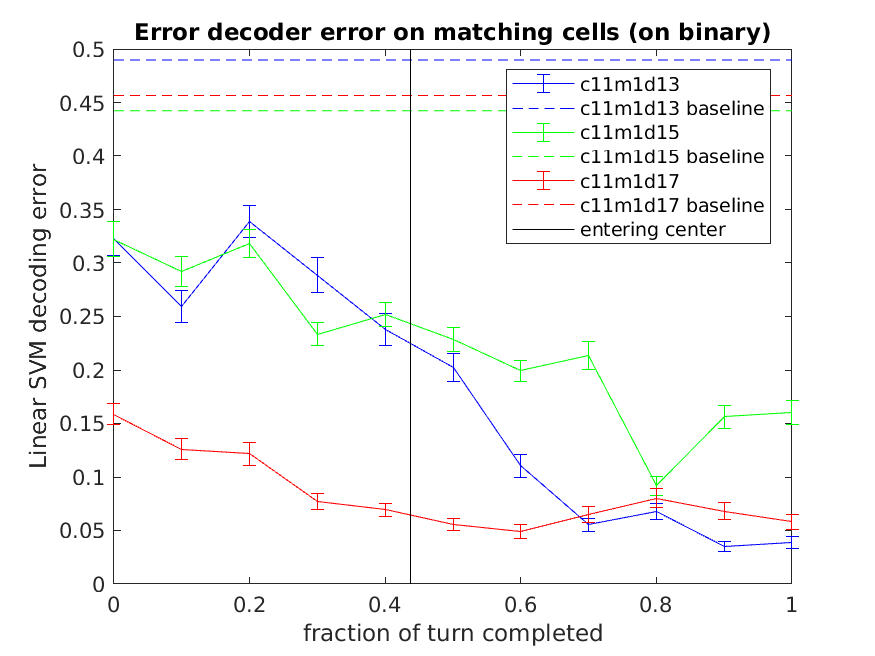 Error decoder error on matching cells (on binary)
0.5
0.45
0.4
0.35
0.3
0.25
0.2
0.15
0.1
0.05
0
Linear SVM decoding error
c11m1d13
c11m1d13 baseline
c11m1d15
c11m1d15 baseline
c11m1d17
c11m1d17 baseline
entering center
0 0.2 0.4 0.6 0.8 1
fraction of turn completed